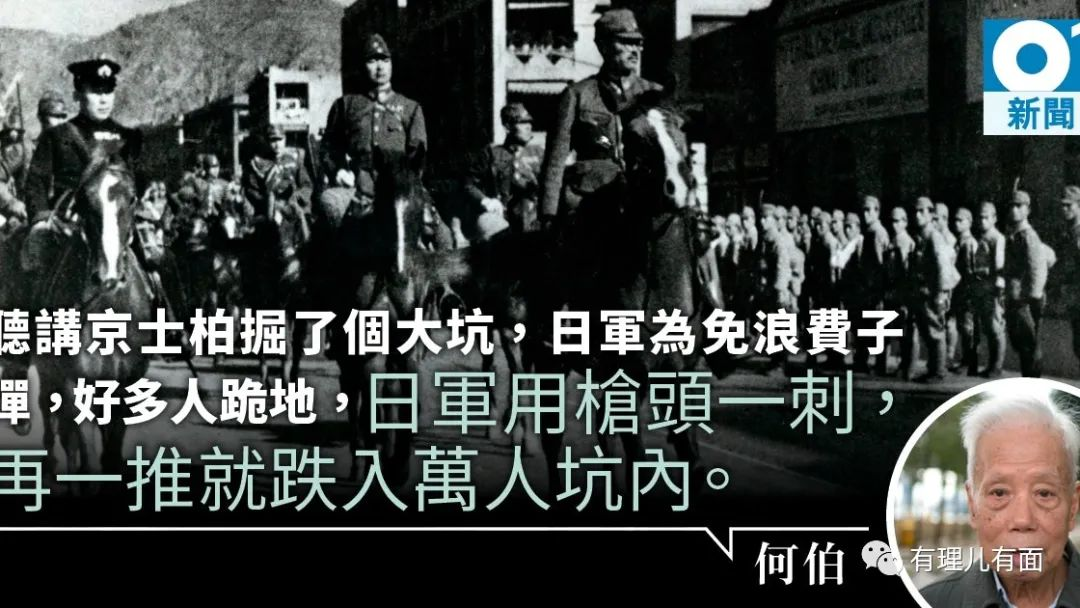 01
新聞
聽講京士柏掘了個大坑，日軍為免浪費子
彈，好多人跪地，日軍用槍頭一刺，
再一推就跌入萬人坑內。
何伯
有理儿有面